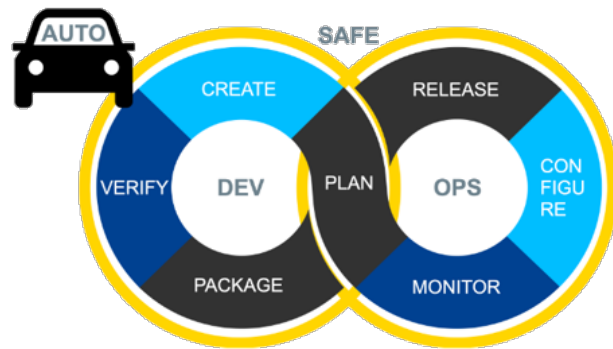 AUTO
SAFE
CREATE
RELEASE
VERIFY
DEV
PLAN
OPS
CON
FIGU
RE
PACKAGE
MONITOR